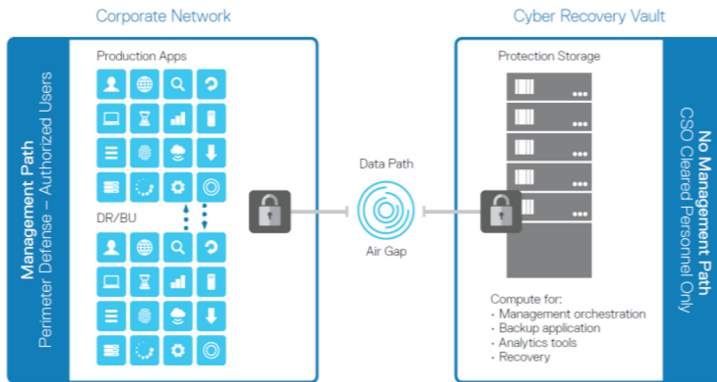 Corporate Network
Management Path
Perimeter Defense – Authorized Users
Production Apps
DR/BU
Data Path
Air Gap
Cyber Recovery Vault
Protection Storage
Compute for:
• Management orchestration
• Backup application
• Analytics tools
• Recovery
No Management Path
CSO Cleared Personnel Only